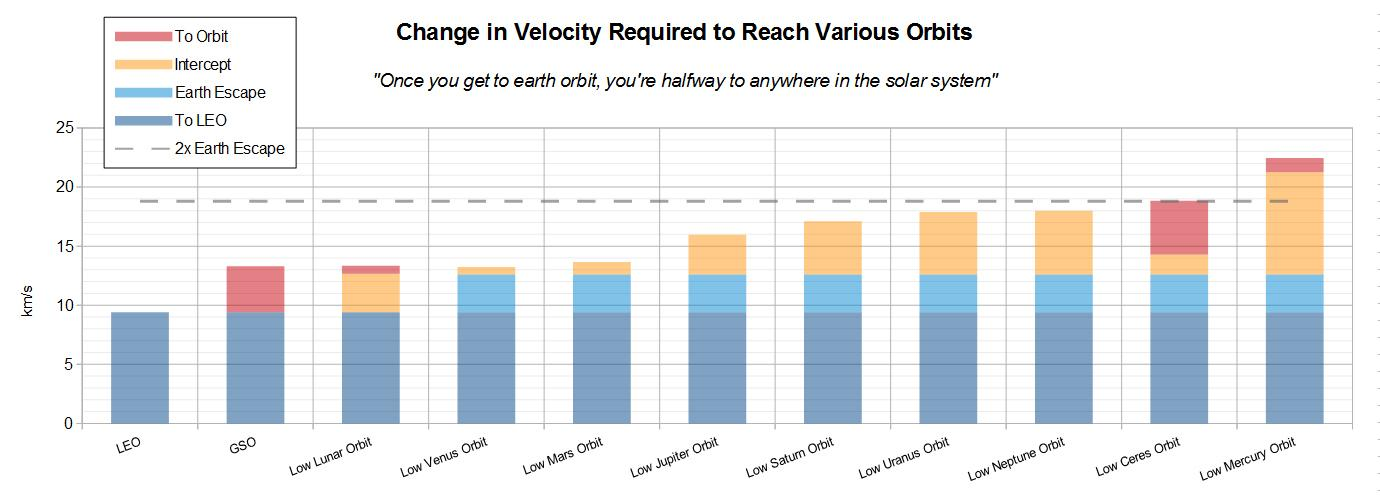 Change in Velocity Required to Reach Various Orbits
"Once you get to earth orbit, you're halfway to anywhere in the solar system"
To Orbit
Intercept
Earth Escape
To LEO
2x Earth Escape
km/s
25
20
15
10
5
0
LEO
GSO
Low Lunar Orbit
Low Venus Orbit
Low Mars Orbit
Low Jupiter Orbit
Low Saturn Orbit
Low Uranus Orbit
Low Neptune Orbit
Low Ceres Orbit
Low Mercury Orbit